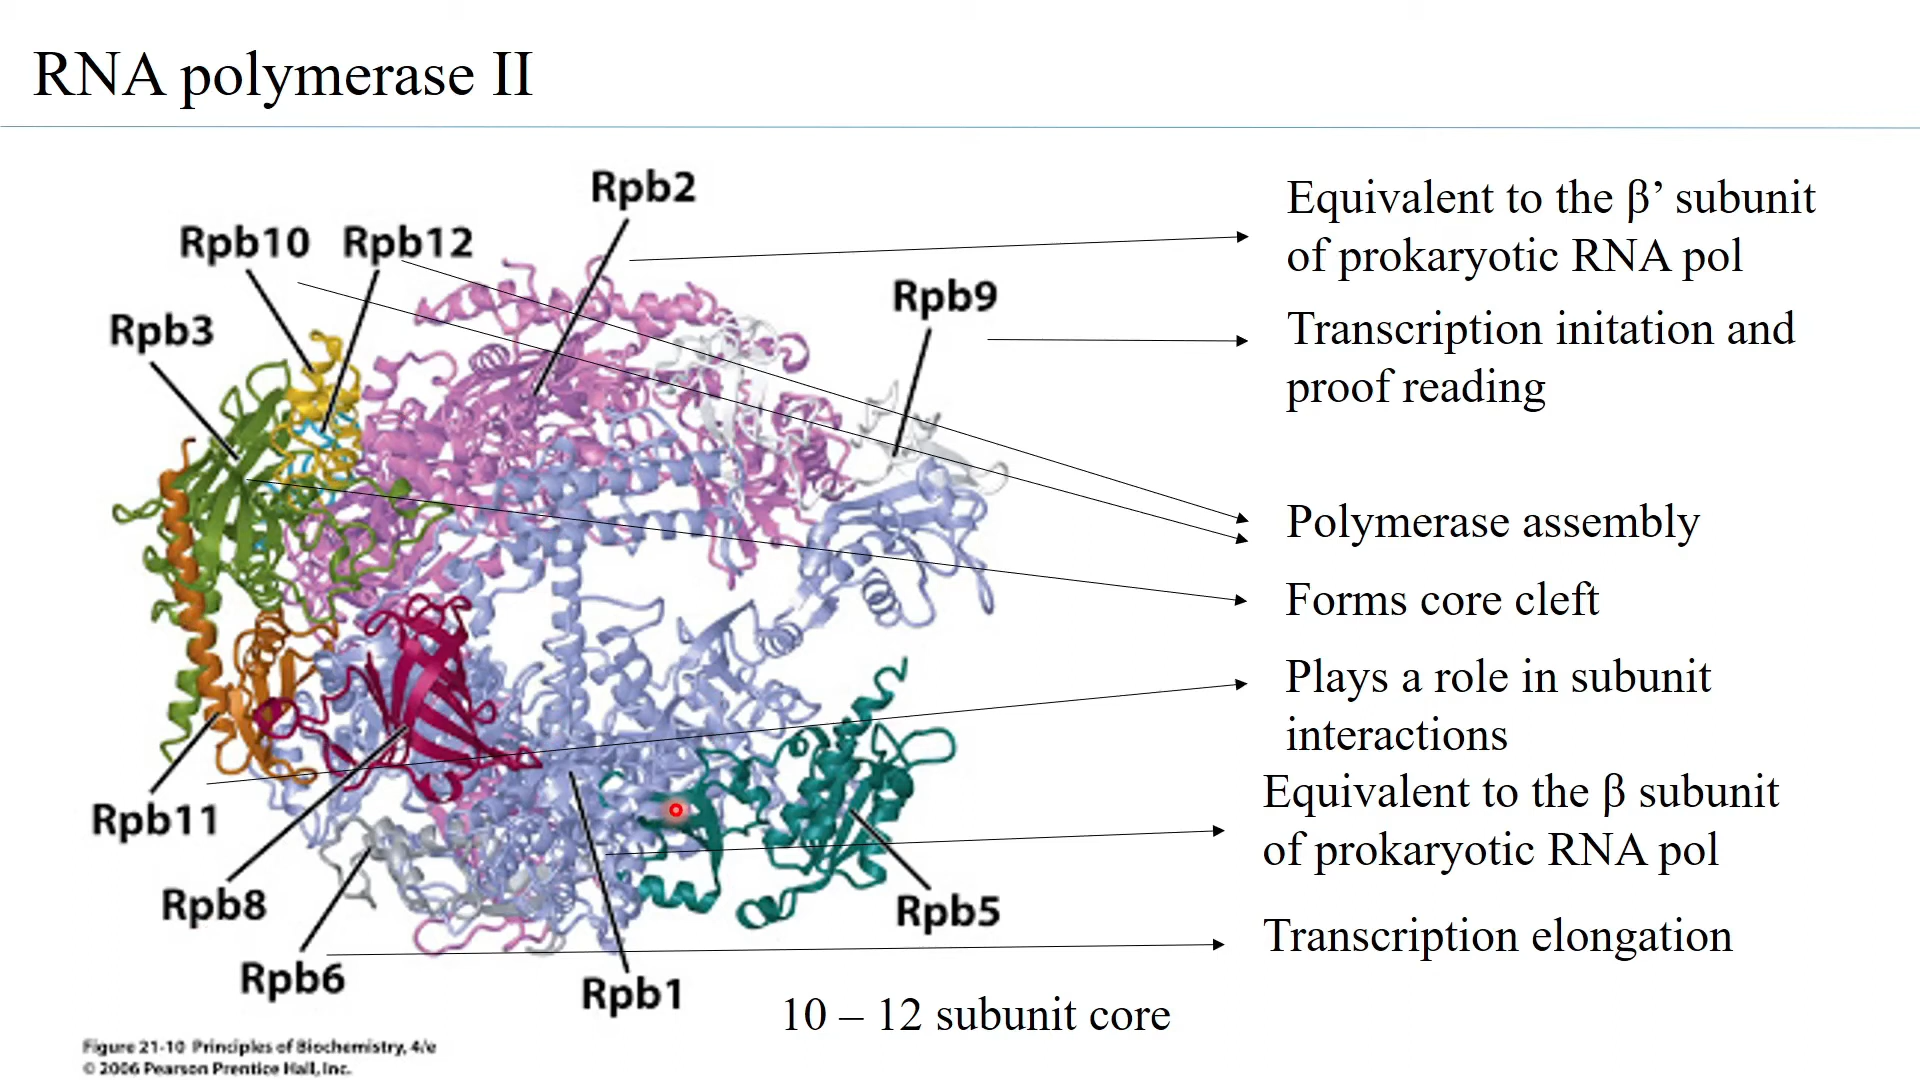 RNA polymerase II
Rpb2
Rpb10
Rpb12
Rpb9
Rpb3
Rpb11
Rpb8
Rpb6
Rpb1
Rpb5
Equivalent to the β’ subunit
of prokaryotic RNA pol
Transcription initation and
proof reading
Polymerase assembly
Forms core cleft
Plays a role in subunit
interactions
Equivalent to the β subunit
of prokaryotic RNA pol
Transcription elongation
10 – 12 subunit core
Figure 21-10 Principles of Biochemistry, 4/e
© 2006 Pearson Prentice Hall, Inc.